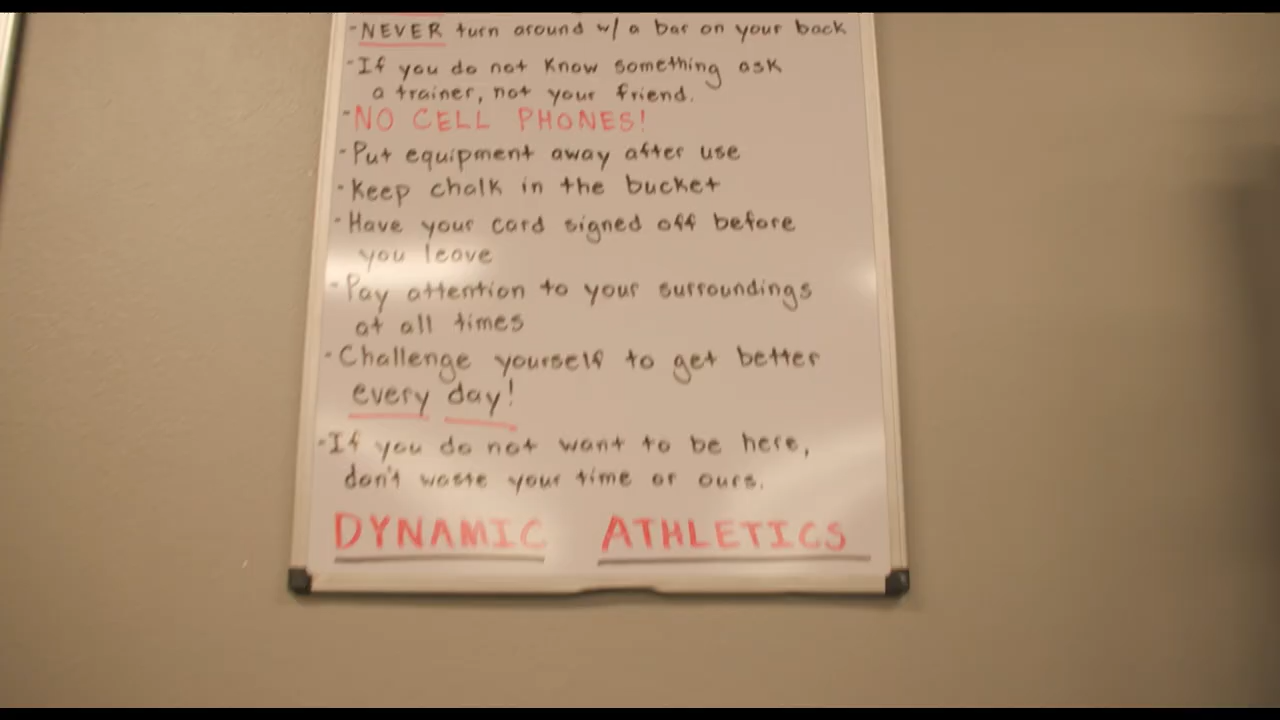 -NEVER turn around w/ a bar on your back
-If you do not know something ask
a trainer, not your friend.
-NO CELL PHONES!
-Put equipment away after use
-Keep chalk in the bucket
-Have your card signed off before
you leave
-Pay attention to your surroundings
at all times
-Challenge yourself to get better
every day!
-If you do not want to be here,
don't waste your time or ours.
DYNAMIC ATHLETICS